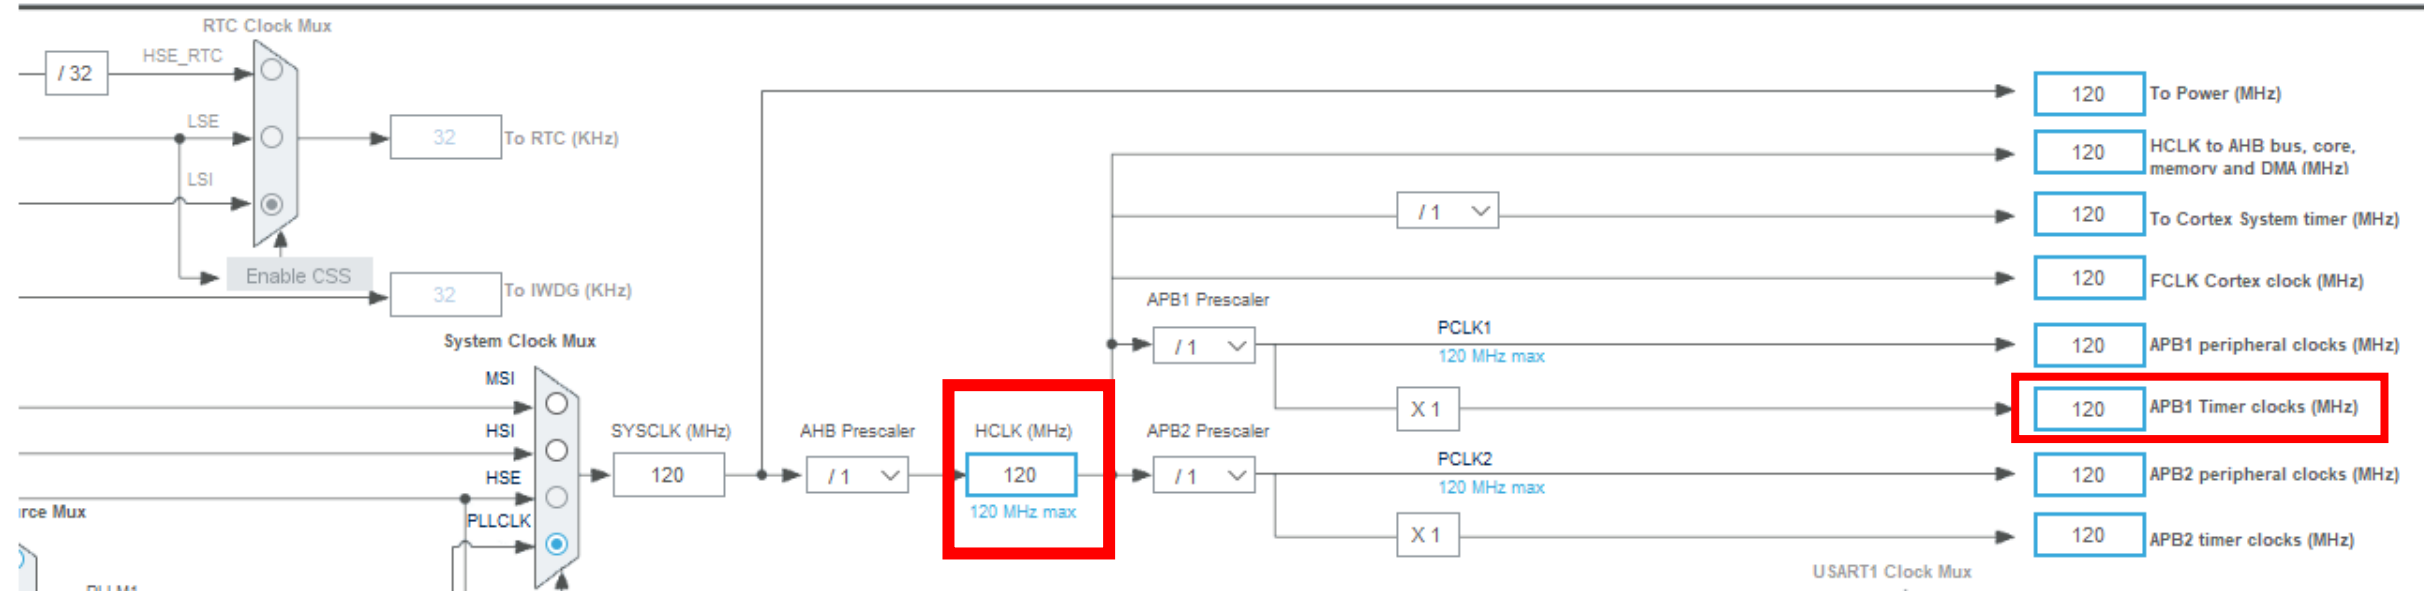 RTC Clock Mux
/ 32
HSE_RTC
LSE
32
To RTC (KHz)
LSI
Enable CSS
32
To IWDG (KHz)
System Clock Mux
MSI
HSI
HSE
PLLCLK
rce Mux
SYSCLK (MHz)
120
AHB Prescaler
/ 1
HCLK (MHz)
120
120 MHz max
APB1 Prescaler
/ 1
PCLK1
120 MHz max
X 1
APB2 Prescaler
/ 1
PCLK2
120 MHz max
X 1
/ 1
120
To Power (MHz)
120
HCLK to AHB bus, core,
memory and DMA (MHz)
120
To Cortex System timer (MHz)
120
FCLK Cortex clock (MHz)
120
APB1 peripheral clocks (MHz)
120
APB1 Timer clocks (MHz)
120
APB2 peripheral clocks (MHz)
120
APB2 timer clocks (MHz)
USART1 Clock Mux